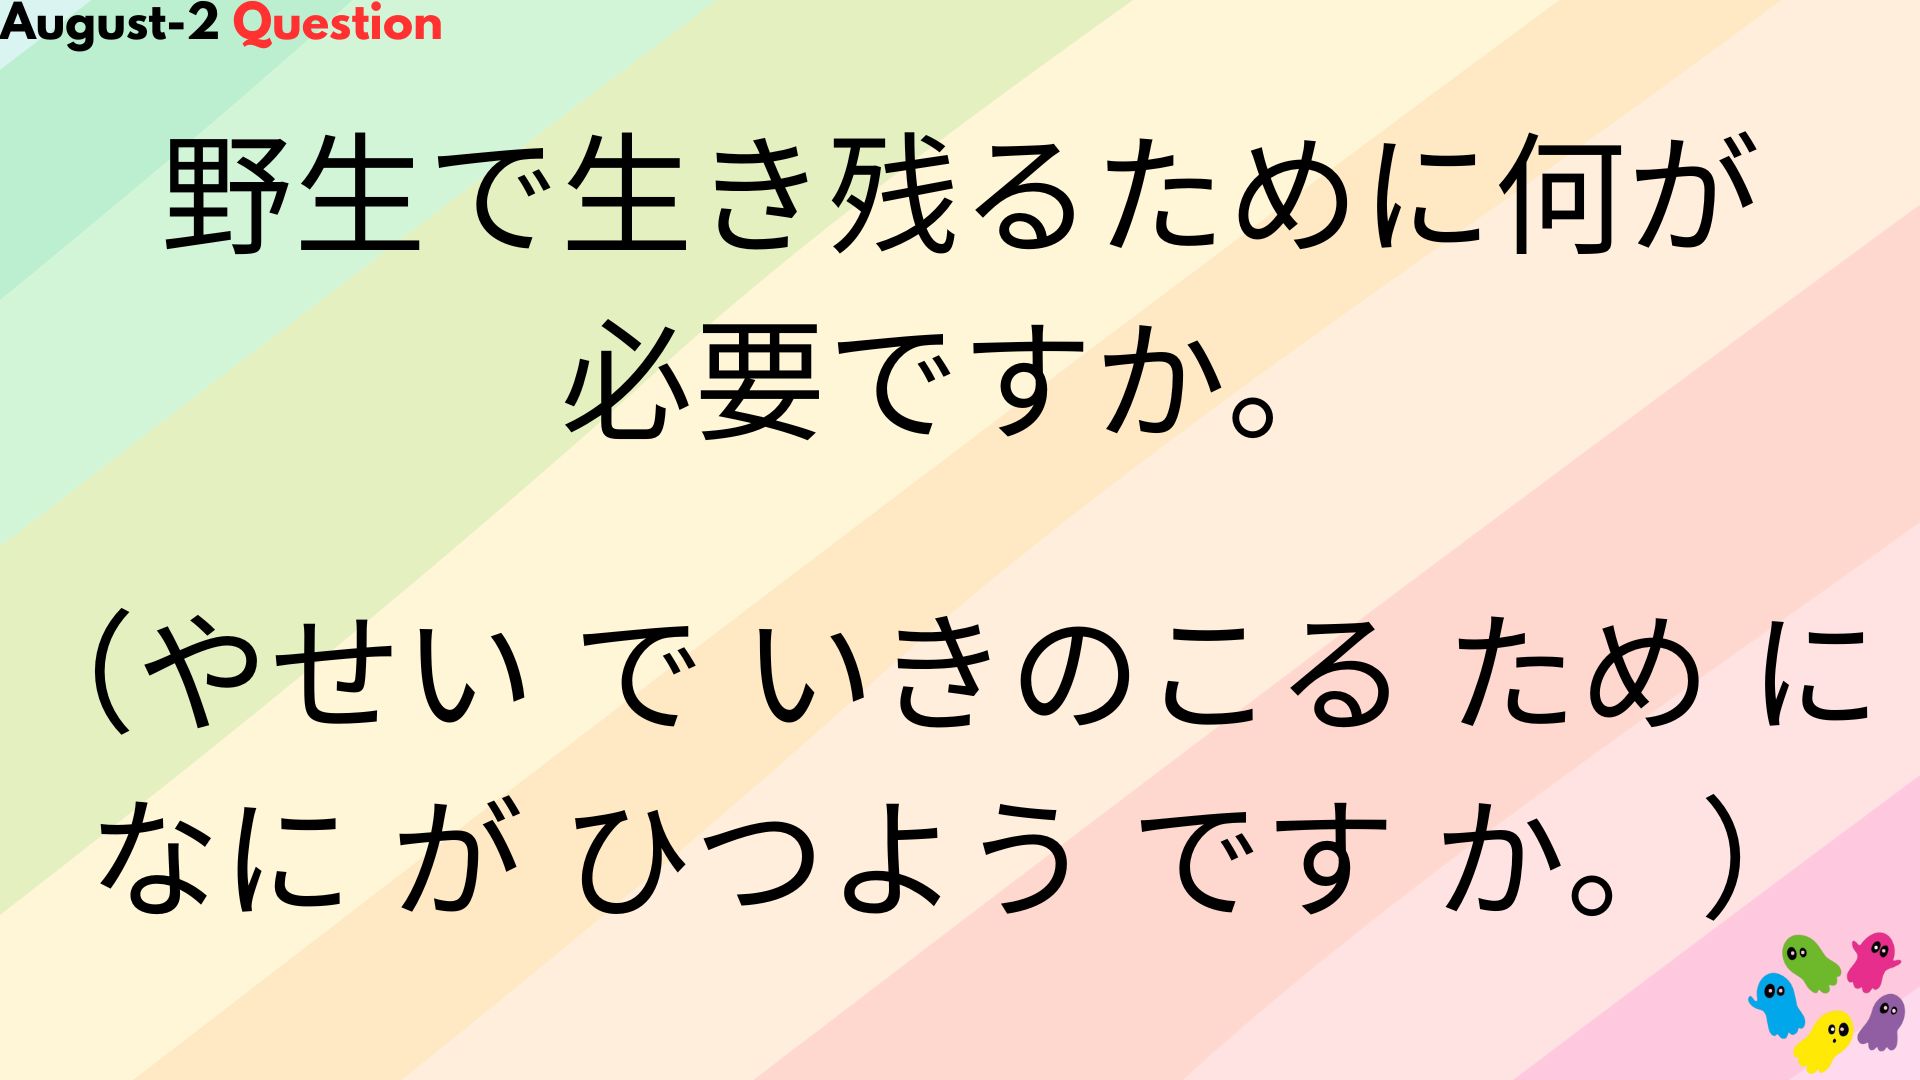 August-2 Question
野生で生き残るために何が
必要ですか。
（やせい で いきのこる ため に
なに が ひつよう です か。）